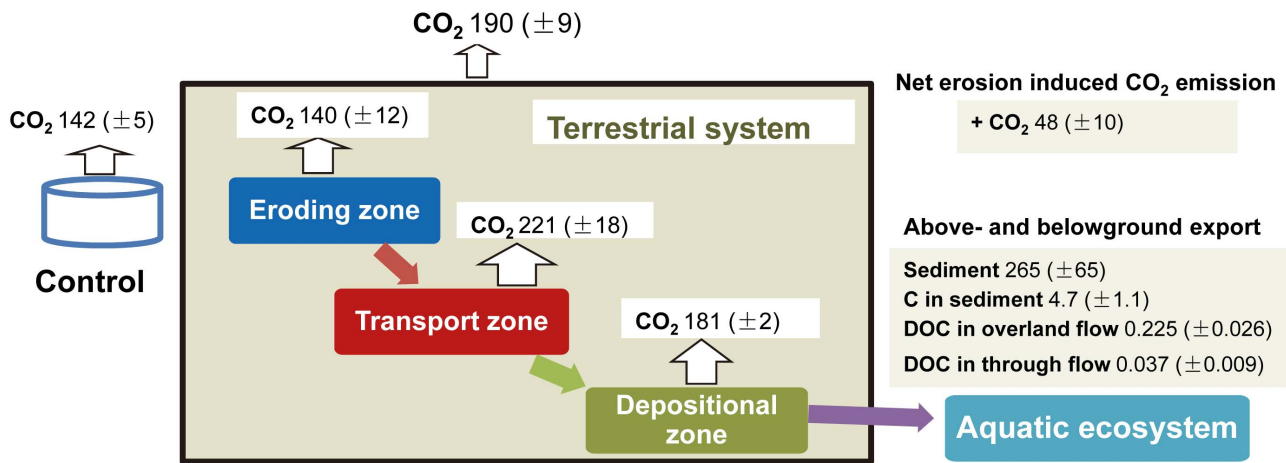 CO₂ 190 (±9)
Net erosion induced CO₂ emission
+ CO₂ 48 (±10)
CO₂ 142 (±5)
CO₂ 140 (±12)
Terrestrial system
Eroding zone
CO₂ 221 (±18)
Control
Transport zone
CO₂ 181 (±2)
Depositional
zone
Above- and belowground export
Sediment 265 (±65)
C in sediment 4.7 (±1.1)
DOC in overland flow 0.225 (±0.026)
DOC in through flow 0.037 (±0.009)
Aquatic ecosystem